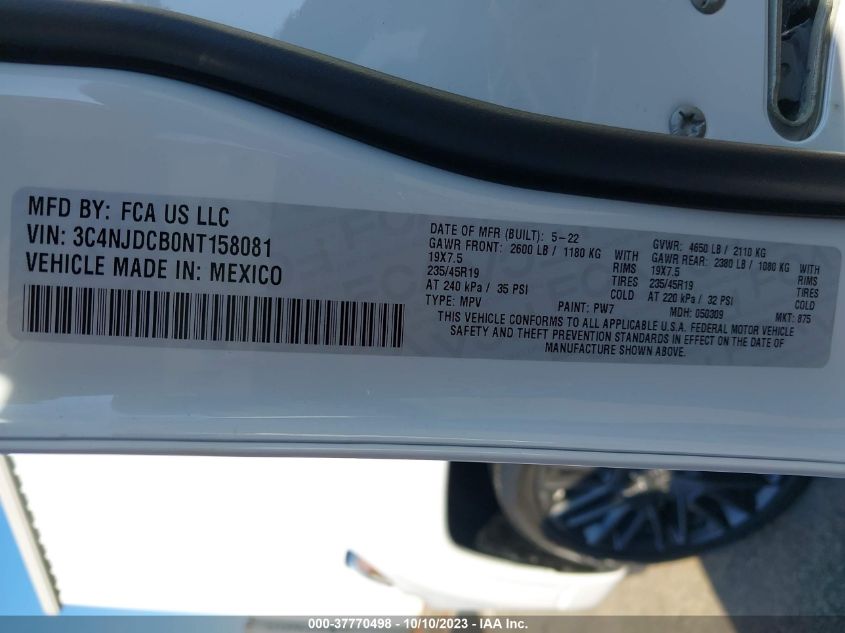 MFD BY: FCA US LLC
VIN: 3C4NJDCB0NT158081
VEHICLE MADE IN: MEXICO
DATE OF MFR (BUILT): 5-22 GVWR: 4650 LB / 2110 KG
GAWR FRONT: 2600 LB / 1180 KG WITH GAWR REAR: 2380 LB / 1080 KG WITH
19X7.5 RIMS 19X7.5 RIMS
235/45R19 TIRES 235/45R19 TIRES
AT 240 kPa / 35 PSI COLD AT 220 kPa / 32 PSI COLD
TYPE: MPV PAINT: PW7 MDH: 050309 MKT: 875
THIS VEHICLE CONFORMS TO ALL APPLICABLE U.S.A. FEDERAL MOTOR VEHICLE
SAFETY AND THEFT PREVENTION STANDARDS IN EFFECT ON THE DATE OF
MANUFACTURE SHOWN ABOVE.
000-37770498 - 10/10/2023 - IAA Inc.